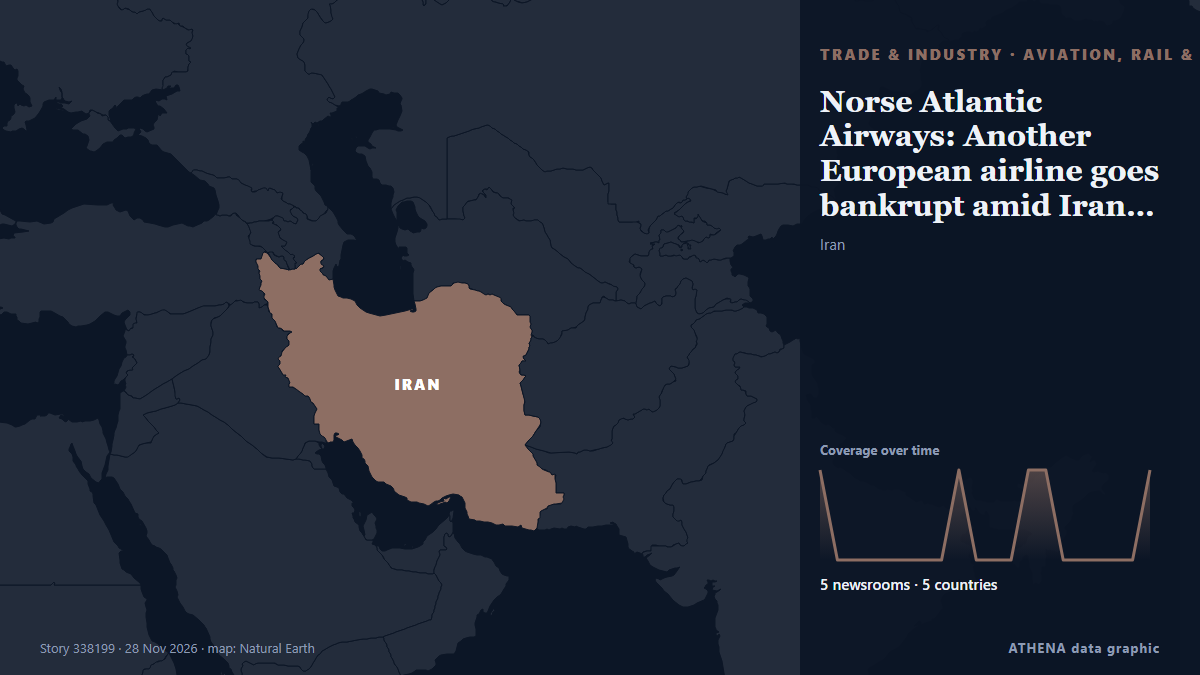 TRADE & INDUSTRY · AVIATION, RAIL &
Norse Atlantic
Airways: Another
European airline goes
bankrupt amid Iran…
Iran
IRAN
Coverage over time
5 newsrooms · 5 countries
Story 338199 · 28 Nov 2026 · map: Natural Earth
ATHENA data graphic